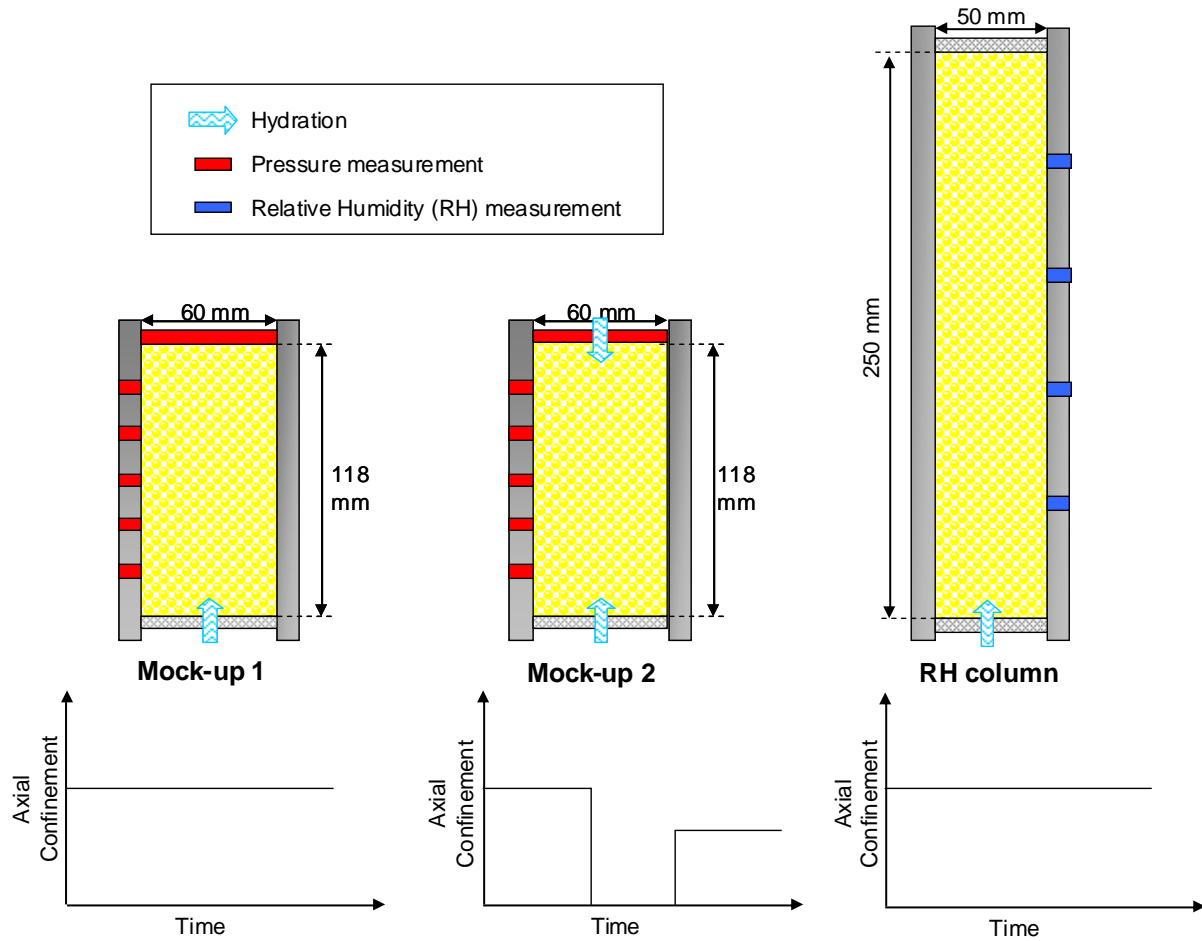 50 mm
Hydration
Pressure measurement
Relative Humidity (RH) measurement
250 mm
60 mm
60 mm
118
mm
118
mm
Mock-up 1
Mock-up 2
RH column
Axial
Confinement
Time
Axial
Confinement
Time
Axial
Confinement
Time